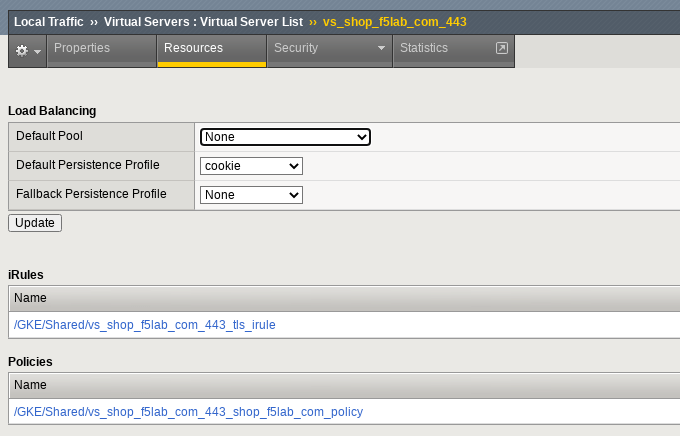 Local Traffic ›› Virtual Servers : Virtual Server List ›› vs_shop_f5lab_com_443
Properties Resources Security Statistics
Load Balancing
Default Pool None
Default Persistence Profile cookie
Fallback Persistence Profile None
Update
iRules
Name
/GKE/Shared/vs_shop_f5lab_com_443_tls_irule
Policies
Name
/GKE/Shared/vs_shop_f5lab_com_443_shop_f5lab_com_policy